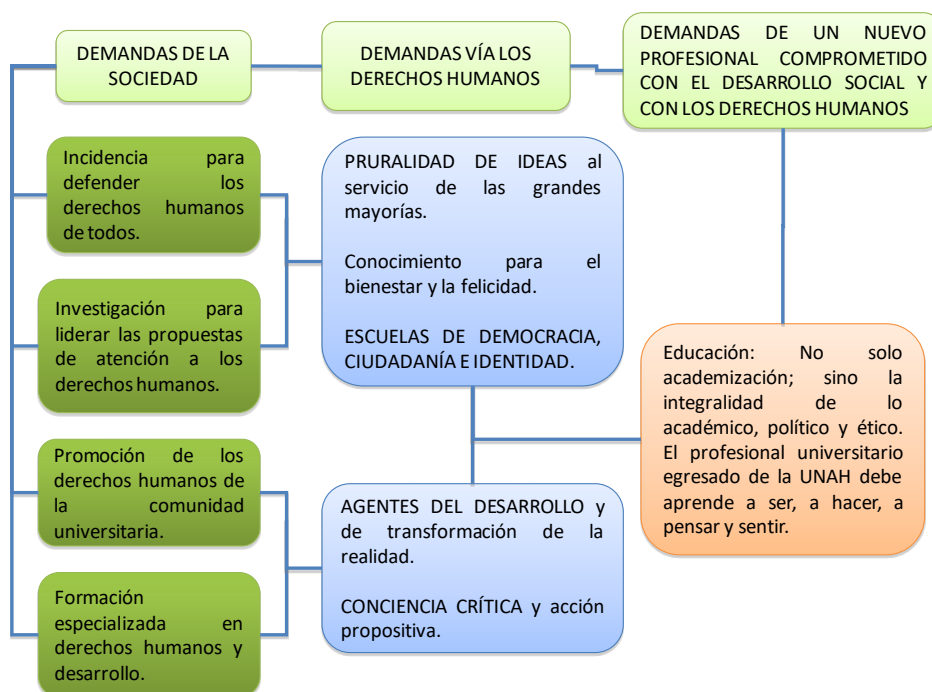 DEMANDAS DE LA
SOCIEDAD
DEMANDAS VÍA LOS
DERECHOS HUMANOS
DEMANDAS DE UN NUEVO
PROFESIONAL COMPROMETIDO
CON EL DESARROLLO SOCIAL Y
CON LOS DERECHOS HUMANOS
Incidencia para
defender los
derechos humanos
de todos.
Investigación para
liderar las propuestas
de atención a los
derechos humanos.
Promoción de los
derechos humanos de
la comunidad
universitaria.
Formación
especializada en
derechos humanos y
desarrollo.
PRURALIDAD DE IDEAS al
servicio de las grandes
mayorías.
Conocimiento para el
bienestar y la felicidad.
ESCUELAS DE DEMOCRACIA,
CIUDADANÍA E IDENTIDAD.
AGENTES DEL DESARROLLO y
de transformación de la
realidad.
CONCIENCIA CRÍTICA y acción
propositiva.
Educación: No solo
academización; sino la
integralidad de lo
académico, político y ético.
El profesional universitario
egresado de la UNAH debe
aprende a ser, a hacer, a
pensar y sentir.